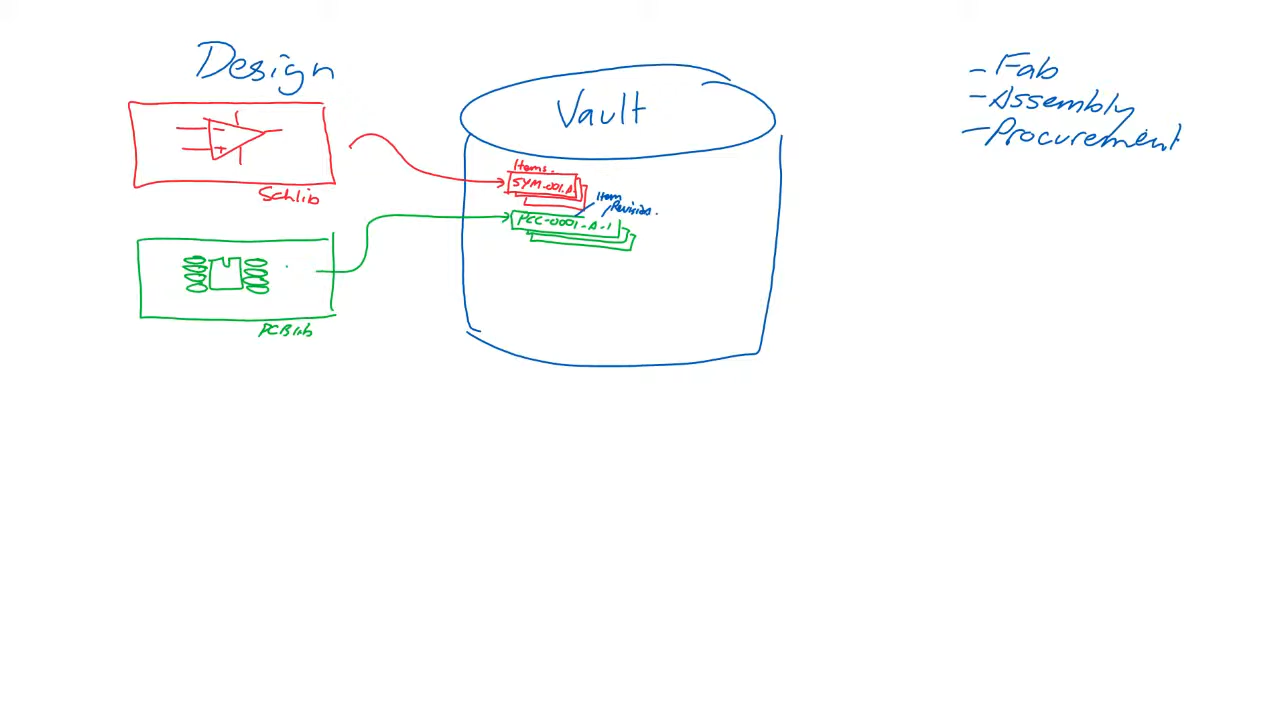 Design
Schlib
PCBlib
Vault
Items.
SYM-001.A.
Item
Revision.
PCC-0001-A-1
- Fab
- Assembly
- Procurement